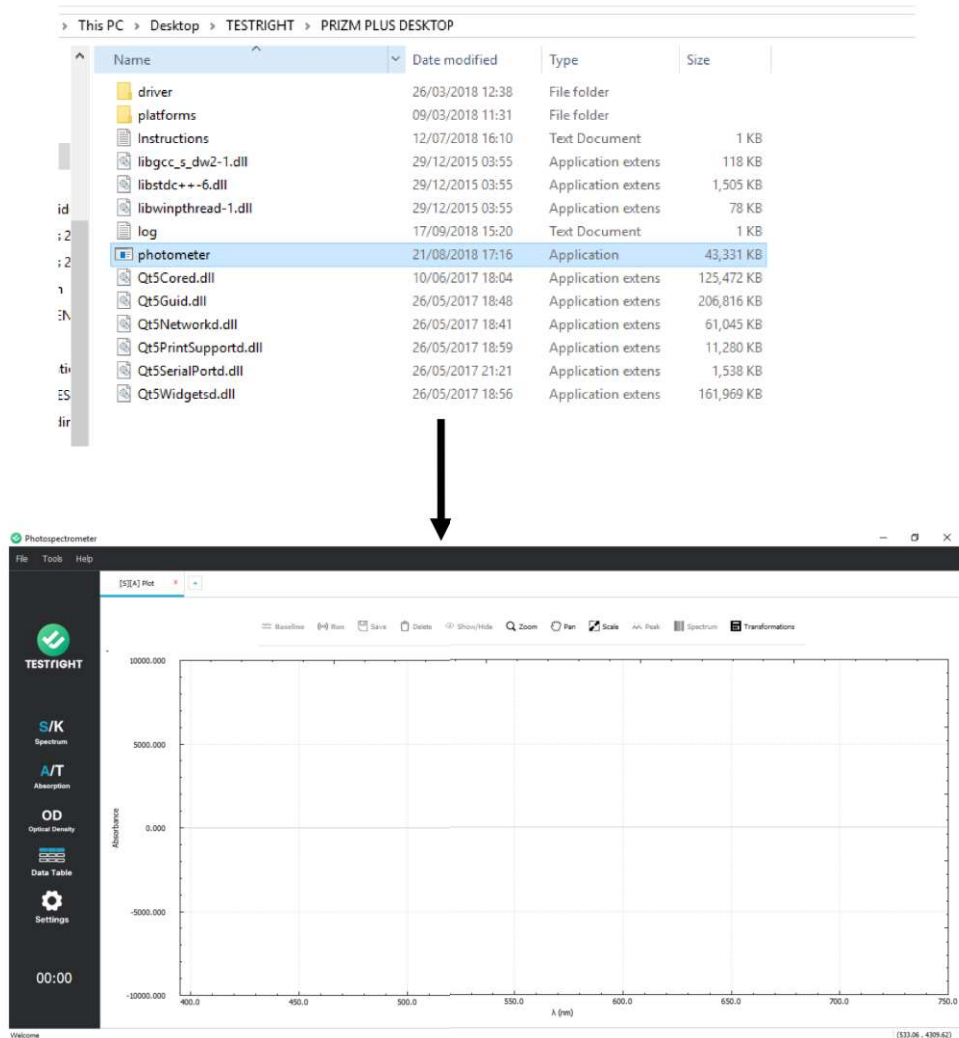 > This PC > Desktop > TESTRIGHT > PRIZM PLUS DESKTOP
Name Date modified Type Size
driver 26/03/2018 12:38 File folder
platforms 09/03/2018 11:31 File folder
Instructions 12/07/2018 16:10 Text Document 1 KB
libgcc_s_dw2-1.dll 29/12/2015 03:55 Application extens 118 KB
libstdc++-6.dll 29/12/2015 03:55 Application extens 1,505 KB
libwinpthread-1.dll 29/12/2015 03:55 Application extens 78 KB
log 17/09/2018 15:20 Text Document 1 KB
photometer 21/08/2018 17:16 Application 43,331 KB
Qt5Cored.dll 10/06/2017 18:04 Application extens 125,472 KB
Qt5Guid.dll 26/05/2017 18:48 Application extens 206,816 KB
Qt5Networkd.dll 26/05/2017 18:41 Application extens 61,045 KB
Qt5PrintSupportd.dll 26/05/2017 18:59 Application extens 11,280 KB
Qt5SerialPortd.dll 26/05/2017 21:21 Application extens 1,538 KB
Qt5Widgetsd.dll 26/05/2017 18:56 Application extens 161,969 KB
Photospectrometer
File Tools Help
[S][A] Plot × +
Baseline Run Save Delete Show/Hide Zoom Pan Scale Peak Spectrum Transformations
TESTRIGHT
S/K
Spectrum
A/T
Absorption
OD
Optical Density
Data Table
Settings
00:00
Absorbance
10000.000
5000.000
0.000
-5000.000
-10000.000
400.0 450.0 500.0 550.0 600.0 650.0 700.0 750.0
λ (nm)
Welcome (533.06 , 4309.62)